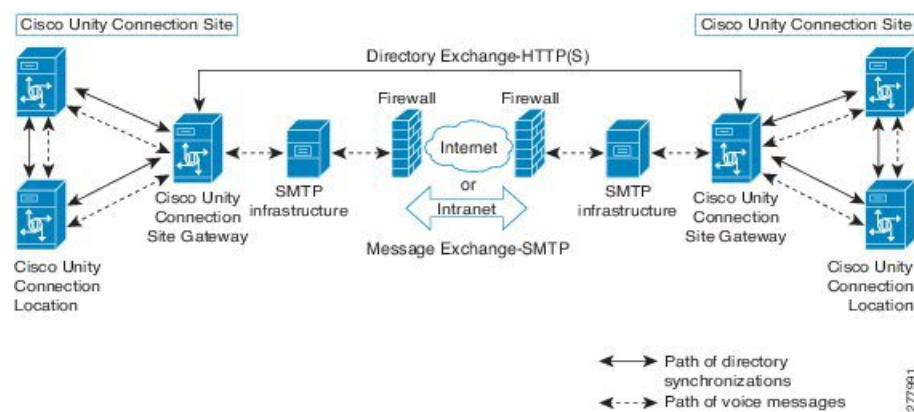 Cisco Unity Connection Site
Cisco Unity Connection Site
Directory Exchange-HTTP(S)
Firewall
Firewall
Internet
or
Intranet
SMTP
infrastructure
SMTP
infrastructure
Cisco Unity
Connection
Site Gateway
Cisco Unity
Connection
Site Gateway
Message Exchange-SMTP
Cisco Unity
Connection
Location
Cisco Unity
Connection
Location
Path of directory
synchronizations
Path of voice messages
277991